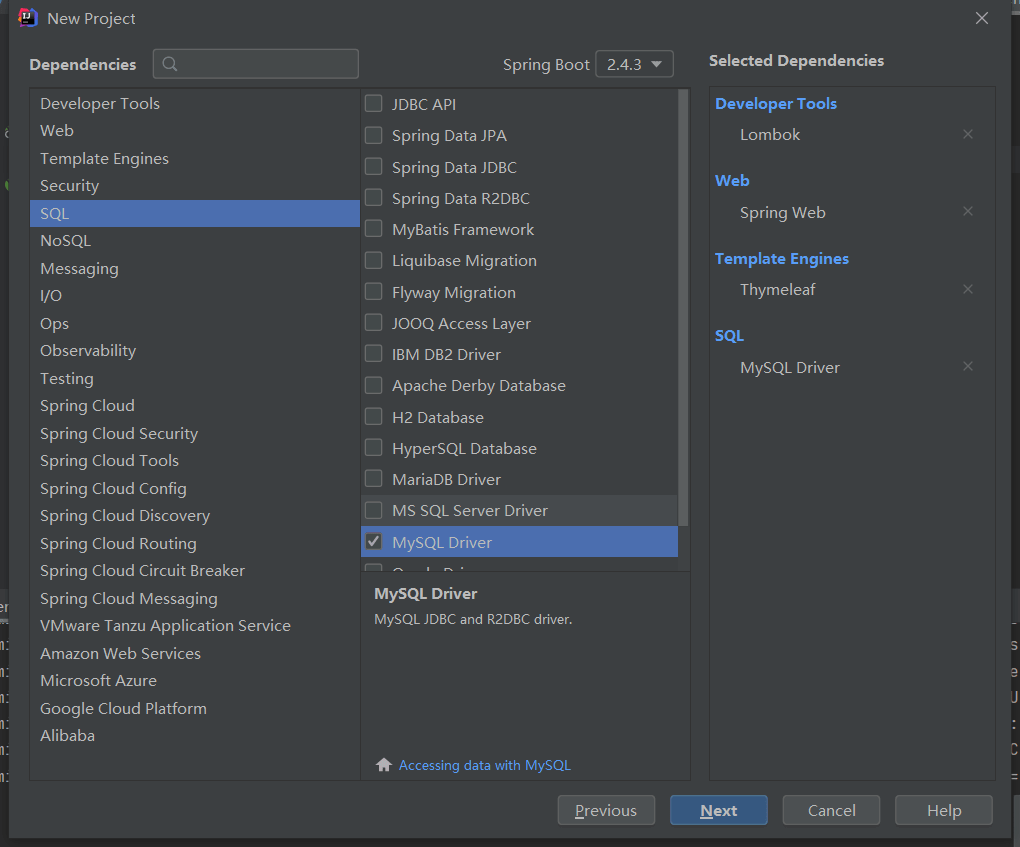 New Project
Dependencies
Spring Boot 2.4.3
Selected Dependencies
Developer Tools
Web
Template Engines
Security
SQL
NoSQL
Messaging
I/O
Ops
Observability
Testing
Spring Cloud
Spring Cloud Security
Spring Cloud Tools
Spring Cloud Config
Spring Cloud Discovery
Spring Cloud Routing
Spring Cloud Circuit Breaker
Spring Cloud Messaging
VMware Tanzu Application Service
Amazon Web Services
Microsoft Azure
Google Cloud Platform
Alibaba
JDBC API
Spring Data JPA
Spring Data JDBC
Spring Data R2DBC
MyBatis Framework
Liquibase Migration
Flyway Migration
JOOQ Access Layer
IBM DB2 Driver
Apache Derby Database
H2 Database
HyperSQL Database
MariaDB Driver
MS SQL Server Driver
MySQL Driver
MySQL Driver
MySQL JDBC and R2DBC driver.
Accessing data with MySQL
Developer Tools
Lombok
Web
Spring Web
Template Engines
Thymeleaf
SQL
MySQL Driver
Previous
Next
Cancel
Help